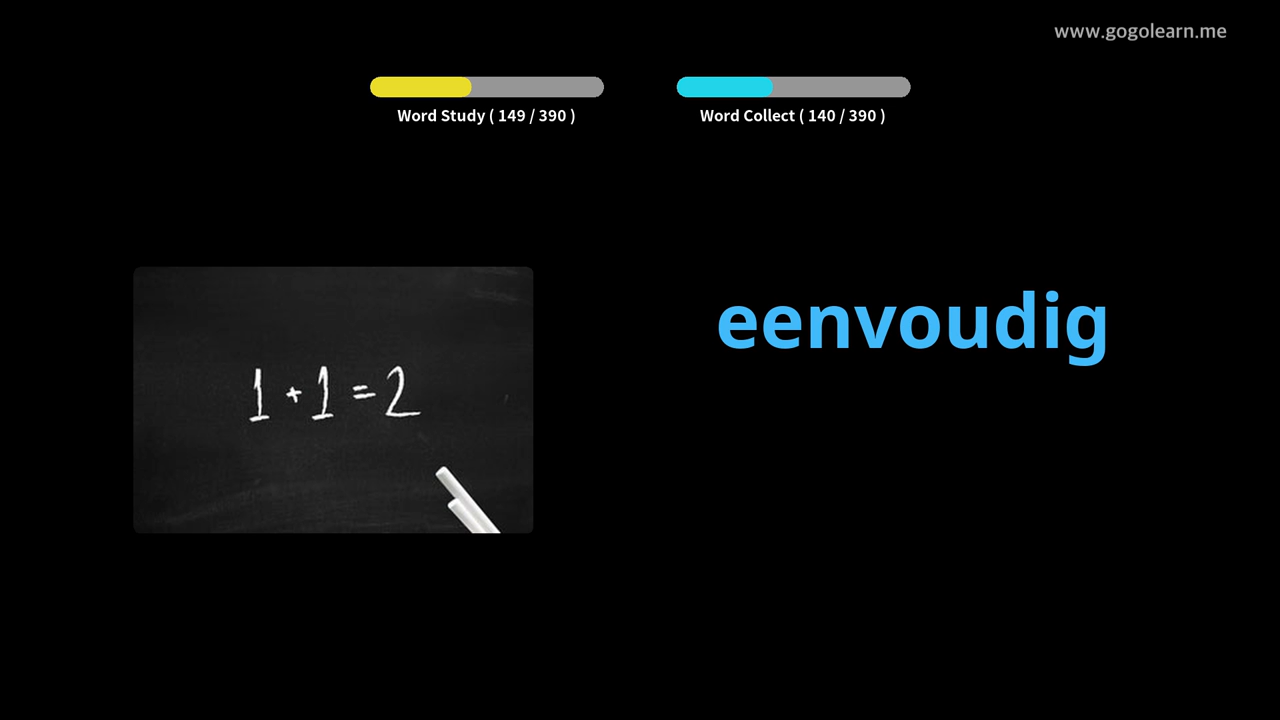 www.gogolearn.me
Word Study ( 149 / 390 )
Word Collect ( 140 / 390 )
eenvoudig
1 + 1 = 2